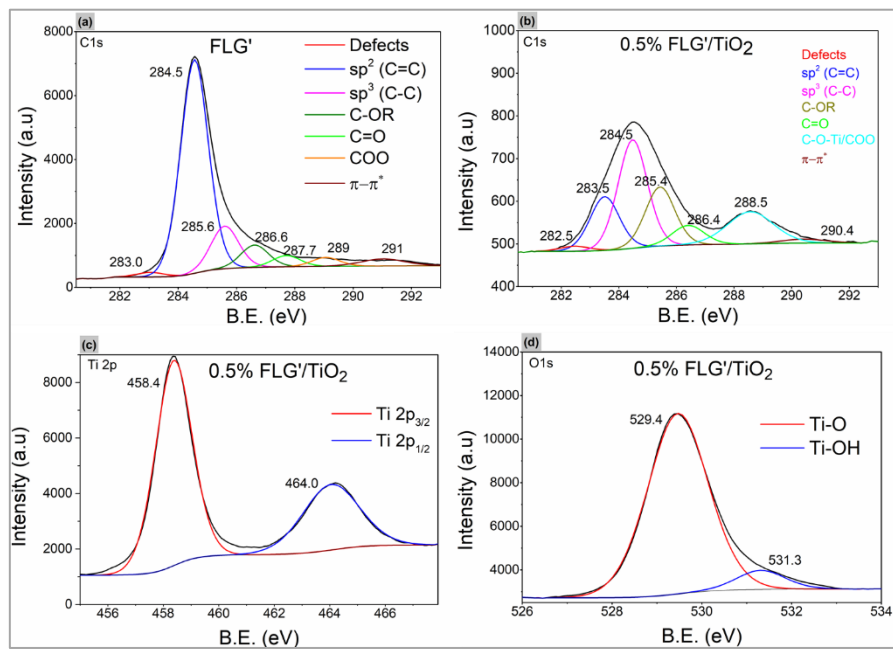 (a)
C1s
FLG'
Defects
sp² (C=C)
sp³ (C-C)
C-OR
C=O
COO
π–π*
284.5
285.6
286.6
287.7
289
291
283.0
8000
6000
4000
2000
0
282 284 286 288 290 292
Intensity (a.u)
B.E. (eV)
(b)
C1s
0.5% FLG'/TiO₂
Defects
sp² (C=C)
sp³ (C-C)
C-OR
C=O
C-O-Ti/COO
π–π*
284.5
283.5
285.4
288.5
286.4
282.5
290.4
1000
900
800
700
600
500
400
282 284 286 288 290 292
Intensity (a.u)
B.E. (eV)
(c)
Ti 2p
0.5% FLG'/TiO₂
458.4
Ti 2p₃/₂
Ti 2p₁/₂
464.0
8000
6000
4000
2000
0
456 458 460 462 464 466
Intensity (a.u)
B.E. (eV)
(d)
O1s
0.5% FLG'/TiO₂
529.4
Ti-O
Ti-OH
531.3
14000
12000
10000
8000
6000
4000
2000
526 528 530 532 534
Intensity (a.u)
B.E. (eV)